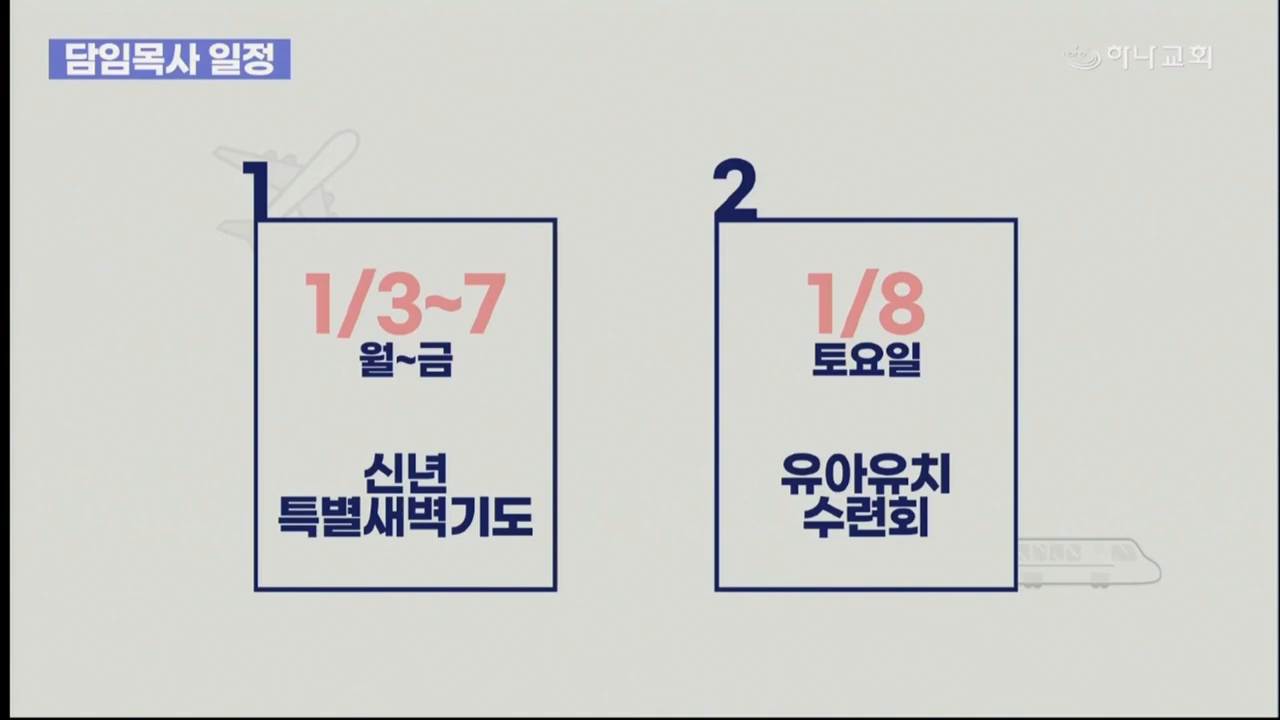 담임목사 일정
하나교회
1
1/3~7
월~금
신년
특별새벽기도
2
1/8
토요일
유아유치
수련회